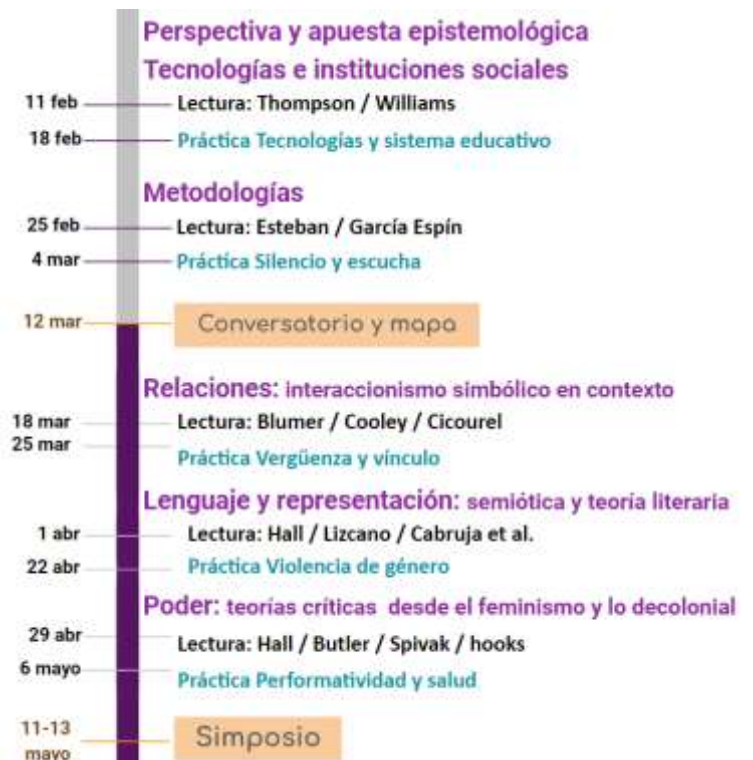 Perspectiva y apuesta epistemológica
Tecnologías e instituciones sociales
11 feb Lectura: Thompson / Williams
18 feb Práctica Tecnologías y sistema educativo
Metodologías
25 feb Lectura: Esteban / García Espín
4 mar Práctica Silencio y escucha
12 mar Conversatorio y mapa
Relaciones: interaccionismo simbólico en contexto
18 mar Lectura: Blumer / Cooley / Cicourel
25 mar Práctica Vergüenza y vínculo
Lenguaje y representación: semiótica y teoría literaria
1 abr Lectura: Hall / Lizcano / Cabruja et al.
22 abr Práctica Violencia de género
Poder: teorías críticas desde el feminismo y lo decolonial
29 abr Lectura: Hall / Butler / Spivak / hooks
6 mayo Práctica Performatividad y salud
11-13 mayo Simposio